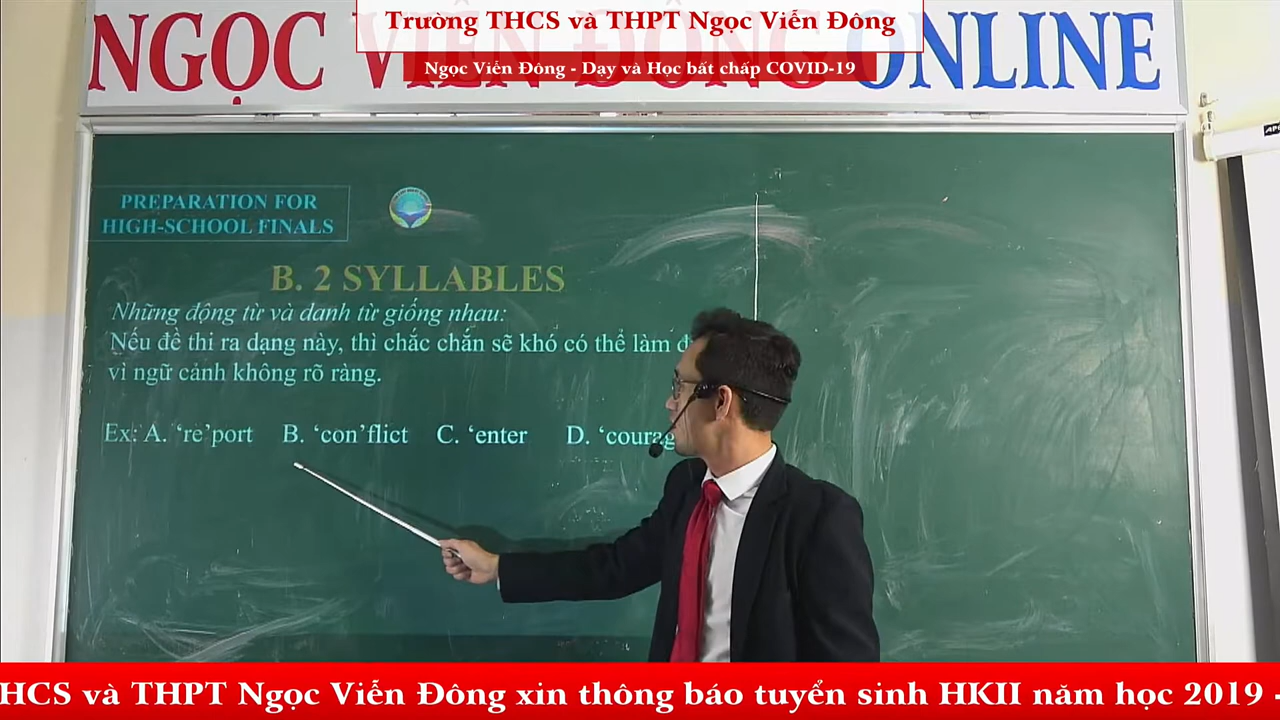 NGỌC VIỄN ĐÔNG ONLINE
Trường THCS và THPT Ngọc Viễn Đông
Ngọc Viễn Đông - Dạy và Học bất chấp COVID-19
PREPARATION FOR
HIGH-SCHOOL FINALS
B. 2 SYLLABLES
Những động từ và danh từ giống nhau:
Nếu đề thi ra dạng này, thì chắc chắn sẽ khó có thể làm
vì ngữ cảnh không rõ ràng.
Ex: A. ‘re’port B. ‘con’flict C. ‘enter D. ‘courag
HCS và THPT Ngọc Viễn Đông xin thông báo tuyển sinh HKII năm học 2019 -